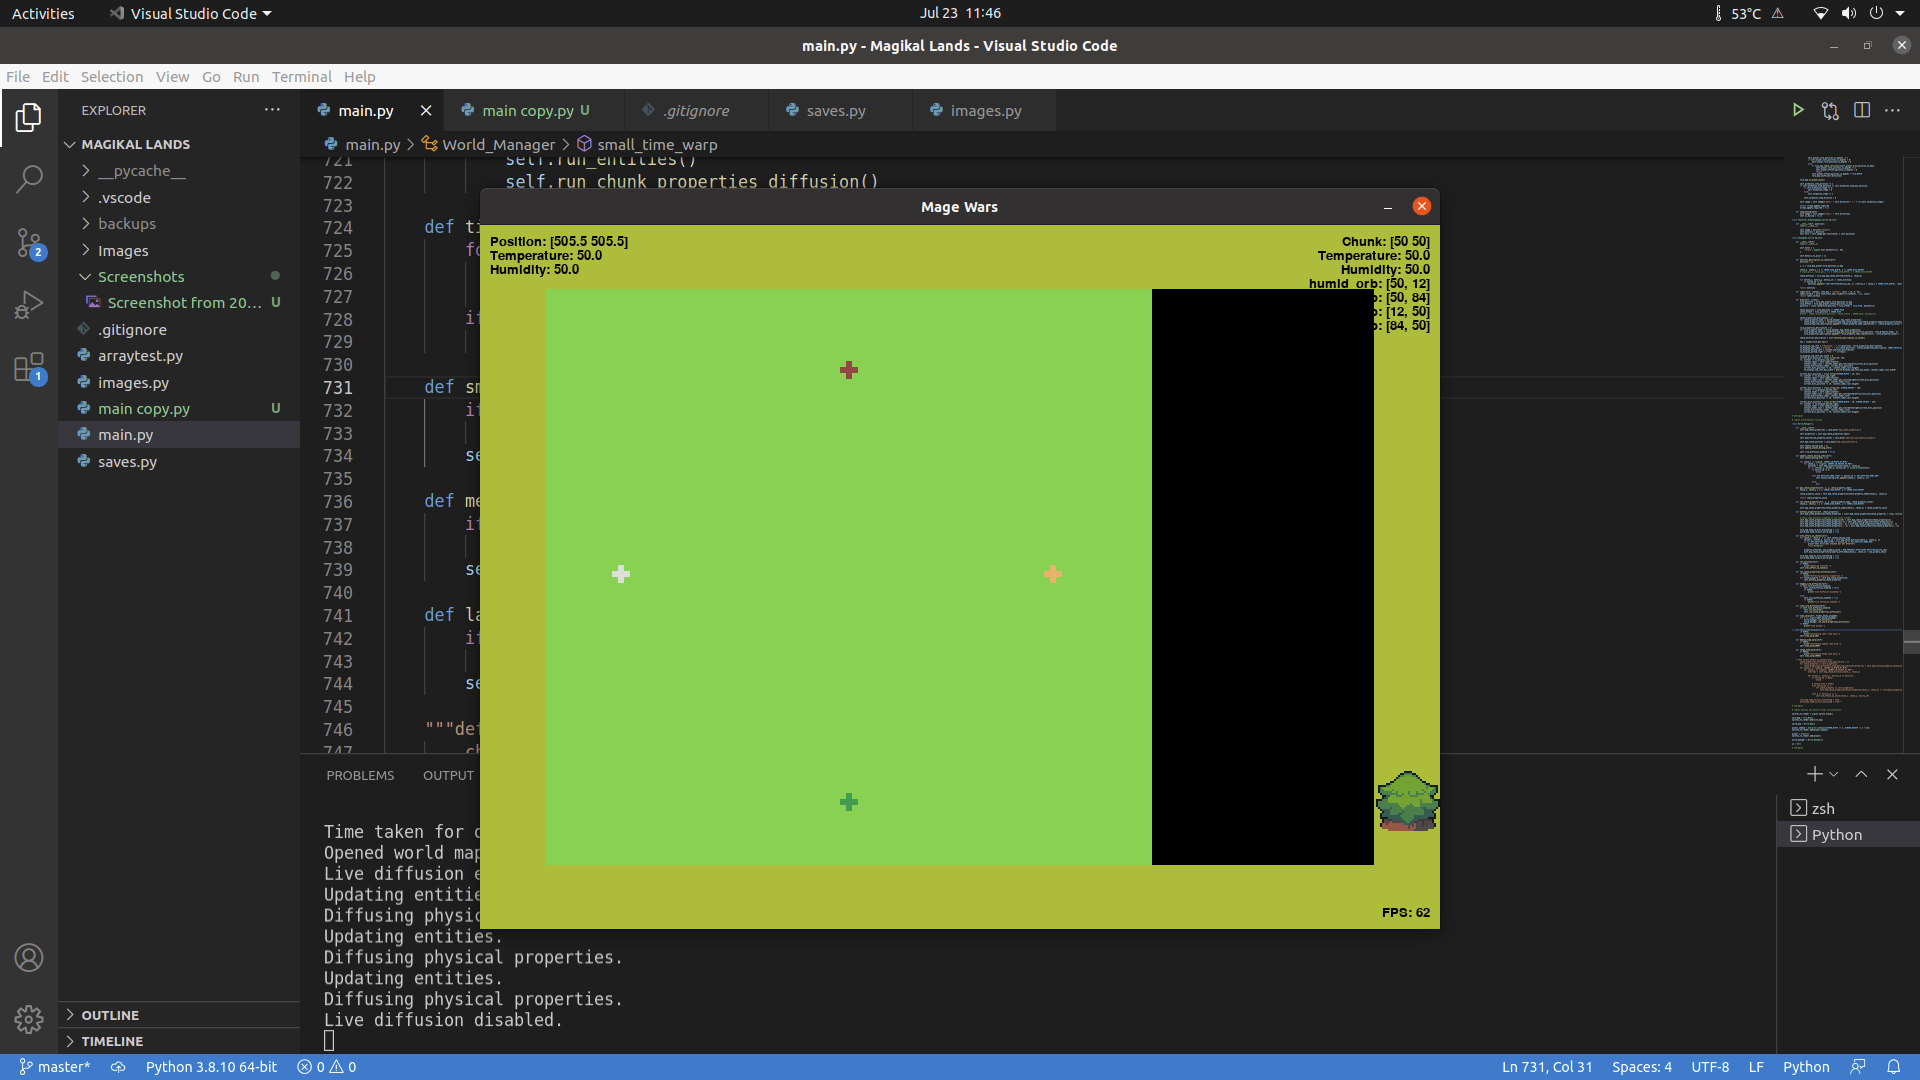 Activities
Visual Studio Code
Jul 23 11:46
53°C
main.py - Magikal Lands - Visual Studio Code
File Edit Selection View Go Run Terminal Help
EXPLORER
main.py
main copy.py U
.gitignore
saves.py
images.py
MAGIKAL LANDS
__pycache__
.vscode
backups
Images
Screenshots
Screenshot from 20... U
.gitignore
arraytest.py
images.py
main copy.py U
main.py
saves.py
OUTLINE
TIMELINE
main.py > World_Manager > small_time_warp
721 self.run_entities()
722 self.run_chunk_properties_diffusion()
723
724 def ti
725 fo
726
727
728 if
729
730
731 def sm
732 if
733
734 se
735
736 def me
737 if
738
739 se
740
741 def la
742 if
743
744 se
745
746 """def
747 ch
Mage Wars
Position: [505.5 505.5]
Temperature: 50.0
Humidity: 50.0
Chunk: [50 50]
Temperature: 50.0
Humidity: 50.0
humid_orb: [50, 12]
b: [50, 84]
b: [12, 50]
b: [84, 50]
FPS: 62
PROBLEMS OUTPUT
Time taken for
Opened world map
Live diffusion e
Updating entitie
Diffusing physic
Updating entities.
Diffusing physical properties.
Updating entities.
Diffusing physical properties.
Live diffusion disabled.
zsh
Python
2
1
master*
Python 3.8.10 64-bit
0 0
Ln 731, Col 31
Spaces: 4
UTF-8
LF
Python